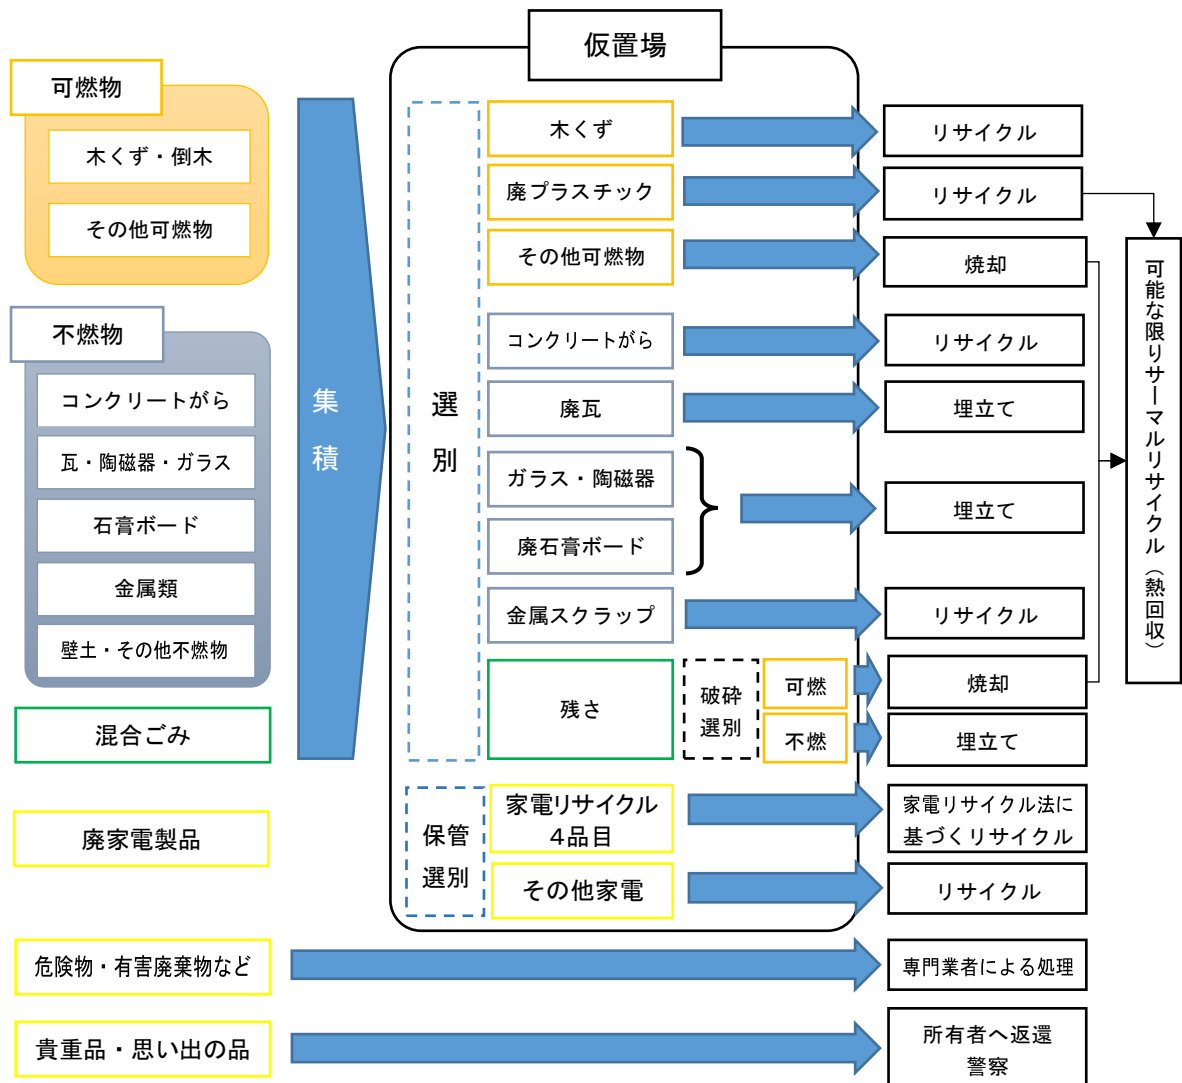 仮置場
可燃物
木くず・倒木
その他可燃物
不燃物
コンクリートがら
瓦・陶磁器・ガラス
石膏ボード
金属類
壁土・その他不燃物
混合ごみ
廃家電製品
危険物・有害廃棄物など
貴重品・思い出の品
集積
選別
木くず
廃プラスチック
その他可燃物
コンクリートがら
廃瓦
ガラス・陶磁器
廃石膏ボード
金属スクラップ
残さ
破砕
選別
可燃
不燃
保管
選別
家電リサイクル
4品目
その他家電
リサイクル
リサイクル
焼却
リサイクル
埋立て
埋立て
リサイクル
焼却
埋立て
家電リサイクル法に
基づくリサイクル
リサイクル
専門業者による処理
所有者へ返還
警察
可能な限りサーマルリサイクル（熱回収）